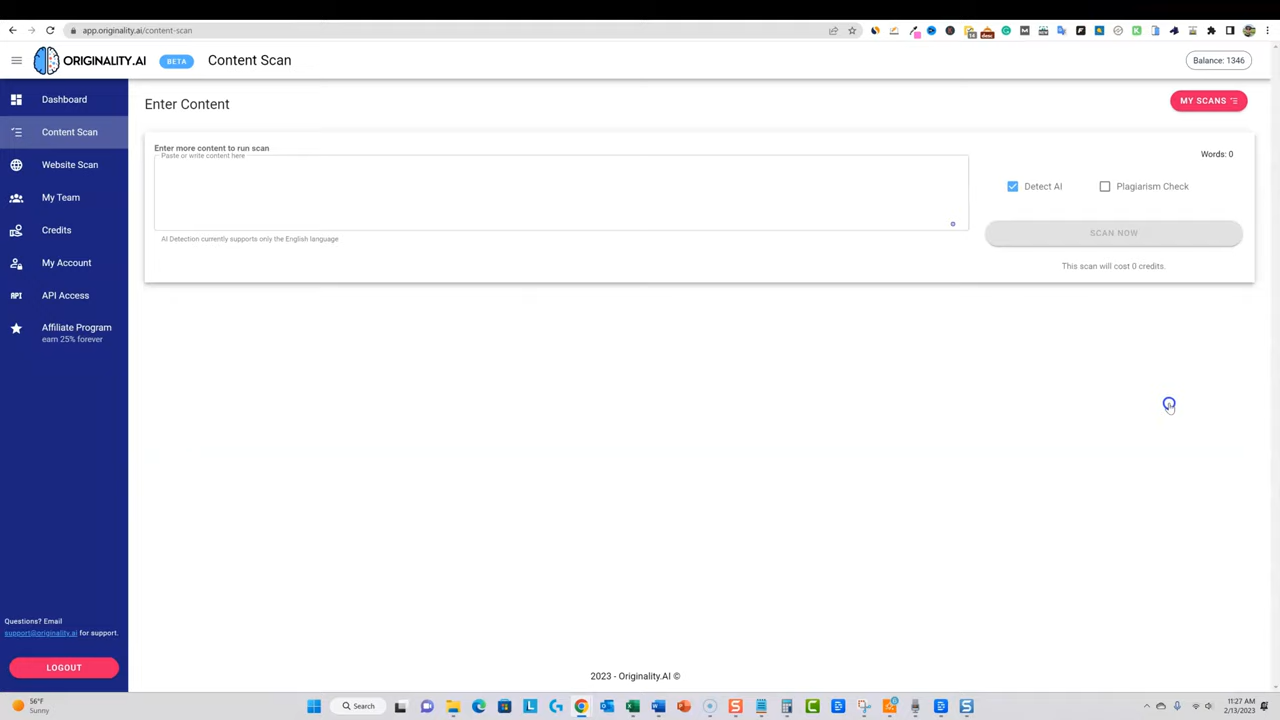 app.originality.ai/content-scan
ORIGINALITY.AI
BETA
Content Scan
Balance: 1346
Dashboard
Content Scan
Website Scan
My Team
Credits
My Account
API
API Access
Affiliate Program
earn 25% forever
Enter Content
MY SCANS
Enter more content to run scan
Paste or write content here
Words: 0
Detect AI
Plagiarism Check
SCAN NOW
AI Detection currently supports only the English language
This scan will cost 0 credits.
Questions? Email
support@originality.ai for support.
LOGOUT
2023 - Originality.AI ©
56°F
Sunny
Search
11:27 AM
2/13/2023